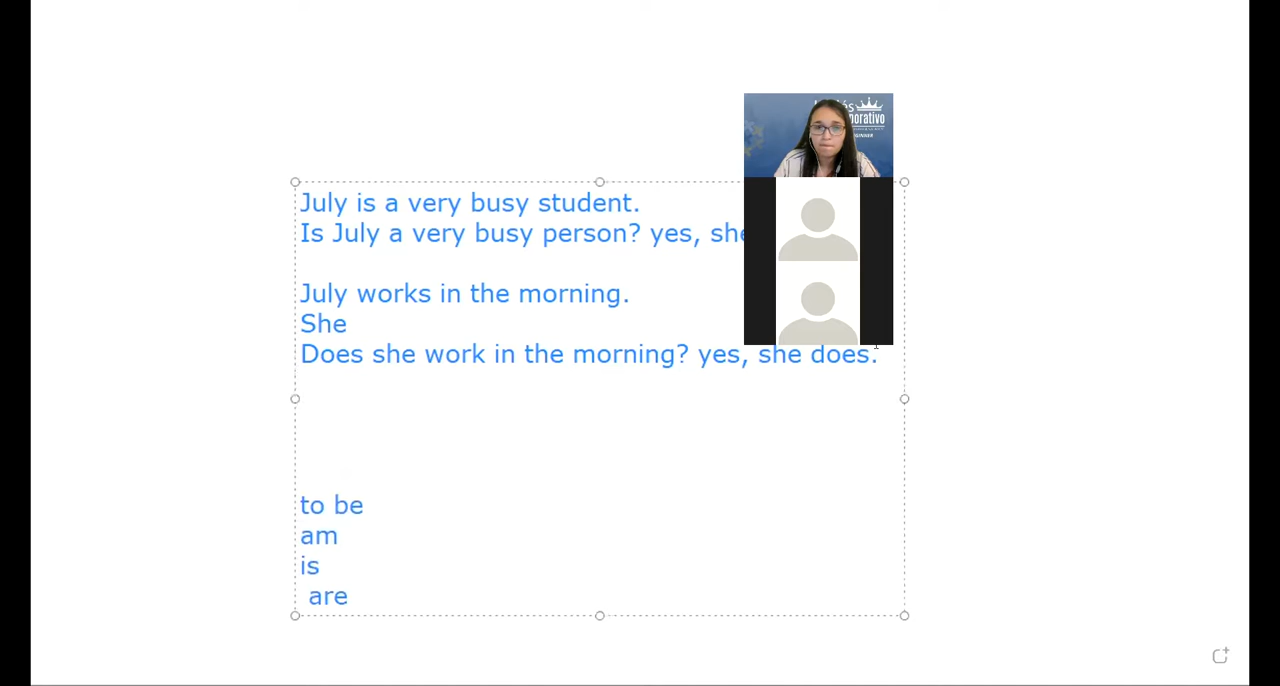 orativo
July is a very busy student.
Is July a very busy person? yes, she
July works in the morning.
She
Does she work in the morning? yes, she does.
to be
am
is
are